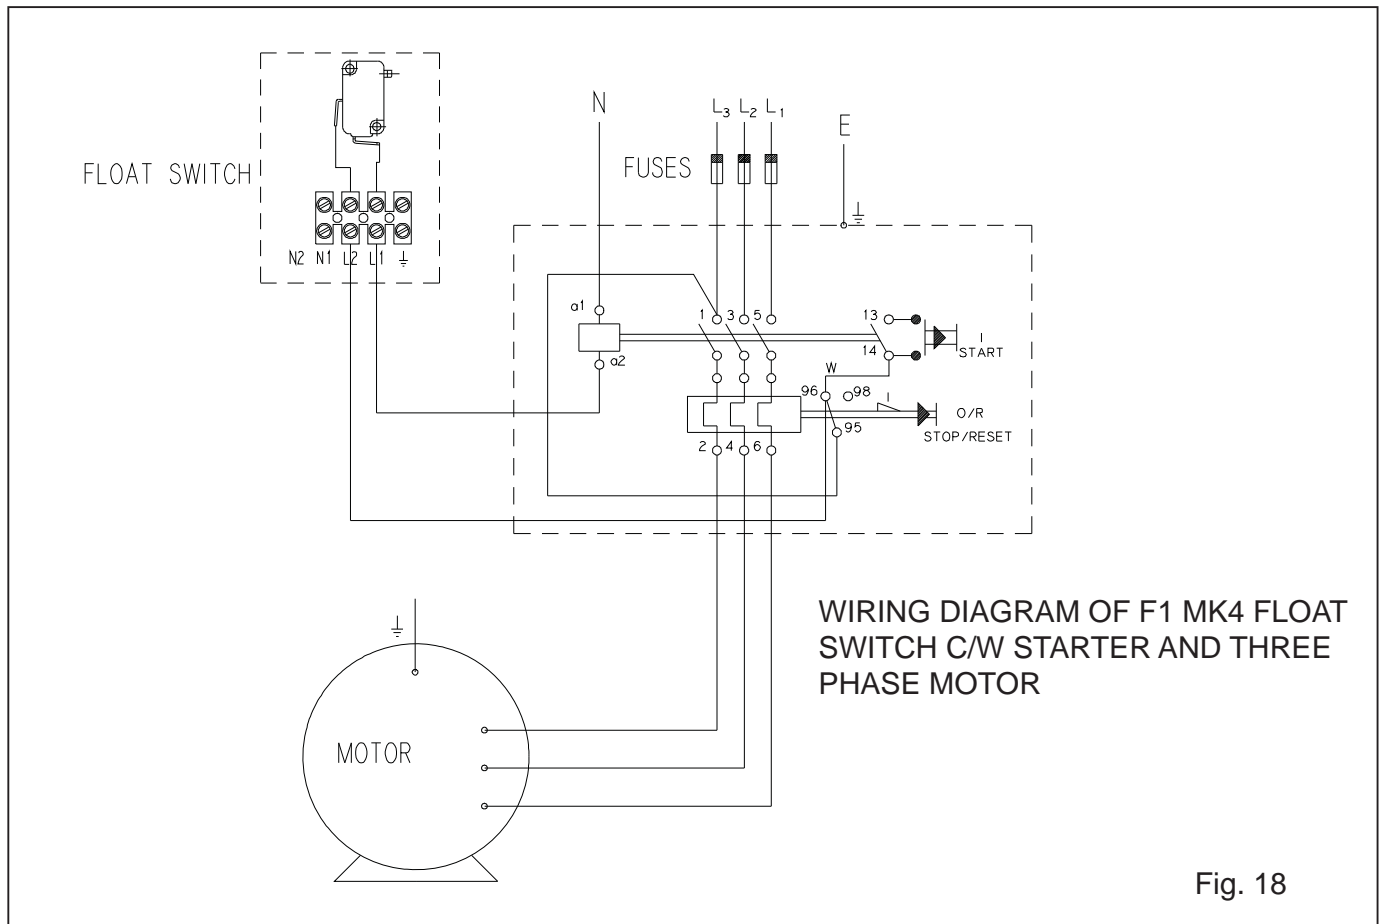 N
L3 L2 L1
E
FLOAT SWITCH
FUSES
N2 N1 L2 L1
a1
a2
1 3 5
13
14
I
START
W
96 98
95
I
O/R
STOP/RESET
2 4 6
MOTOR
WIRING DIAGRAM OF F1 MK4 FLOAT
SWITCH C/W STARTER AND THREE
PHASE MOTOR
Fig. 18